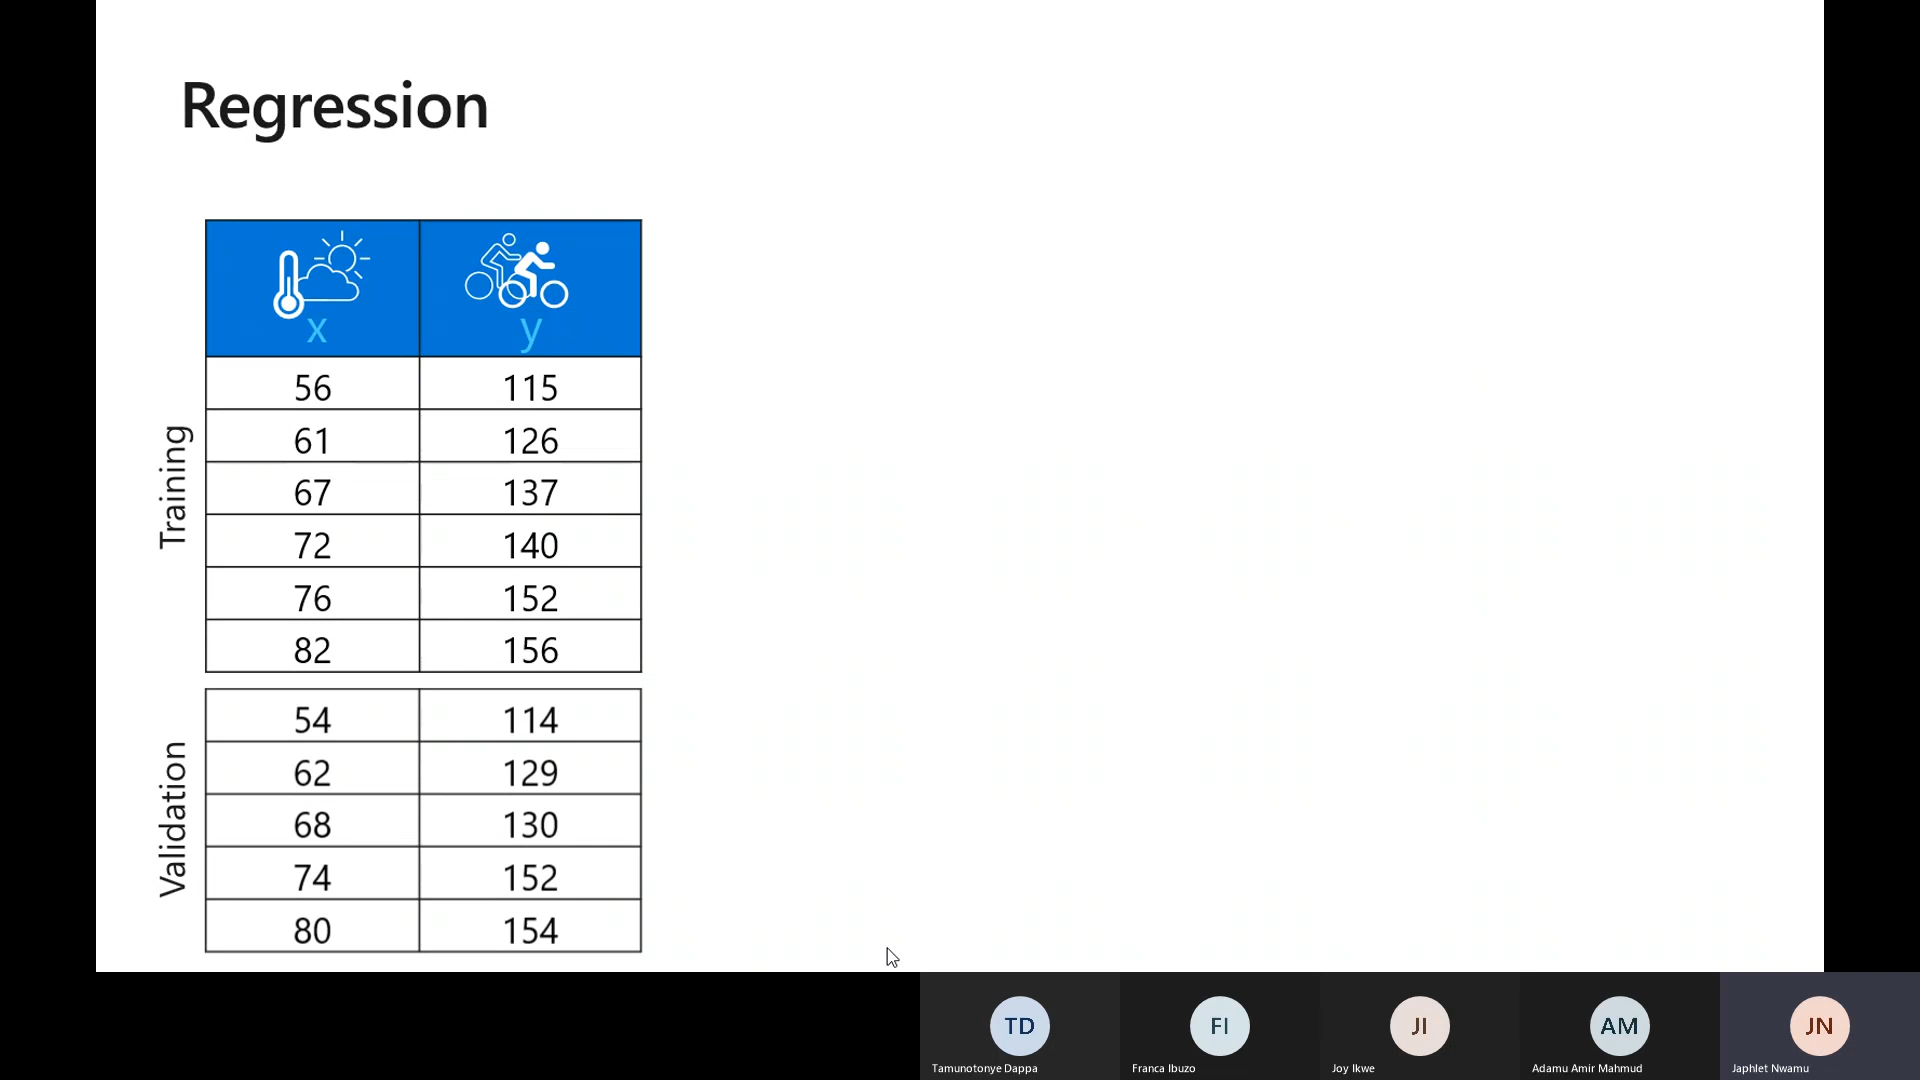 Regression
x y
Training
56 115
61 126
67 137
72 140
76 152
82 156
Validation
54 114
62 129
68 130
74 152
80 154
TD FI JI AM JN
Tamunotonye Dappa Franca Ibuzo Joy Ikwe Adamu Amir Mahmud Japhlet Nwamu